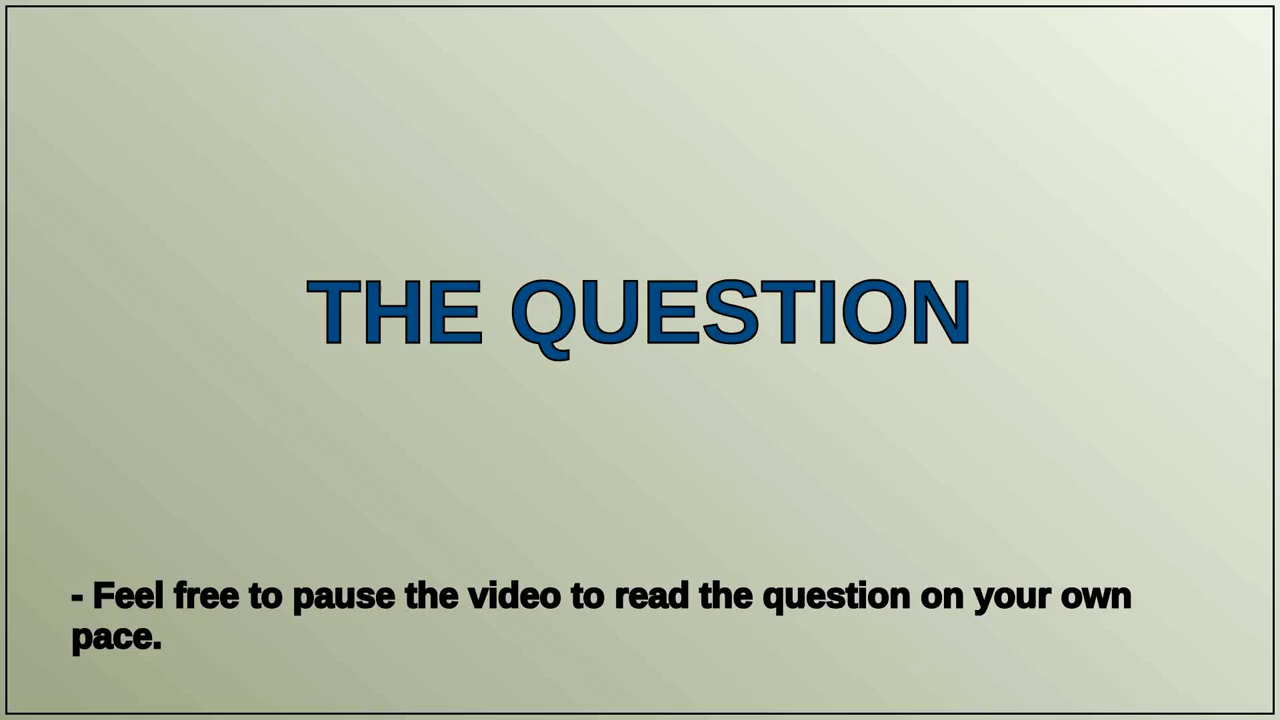 THE QUESTION
- Feel free to pause the video to read the question on your own
pace.